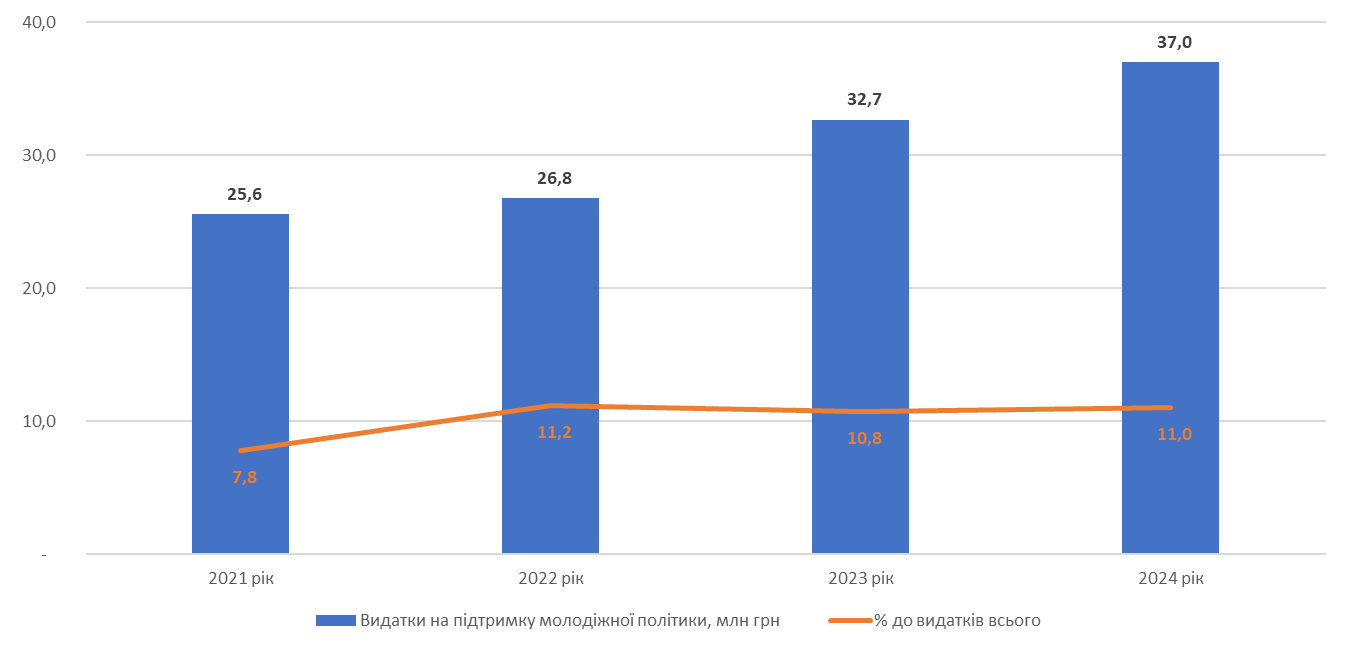 40,0
37,0
32,7
30,0
26,8
25,6
20,0
10,0
11,2
10,8
11,0
7,8
-
2021 рік
2022 рік
2023 рік
2024 рік
Видатки на підтримку молодіжної політики, млн грн
% до видатків всього